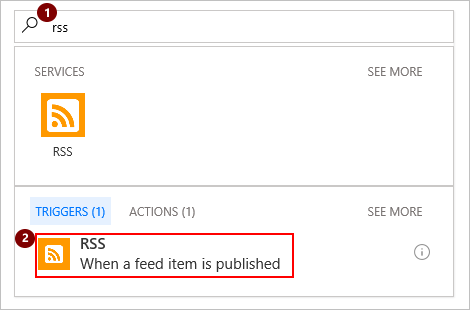 1
rss
SERVICES SEE MORE
RSS
TRIGGERS (1) ACTIONS (1) SEE MORE
2
RSS
When a feed item is published